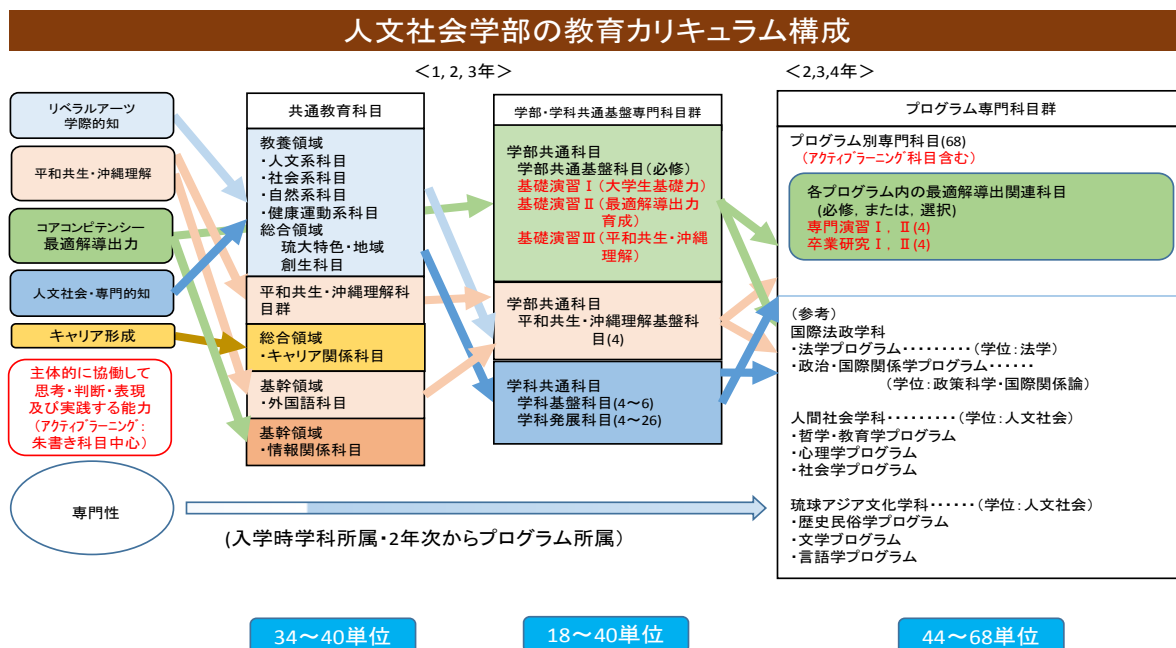 人文社会学部の教育カリキュラム構成
＜1, 2, 3年＞
＜2,3,4年＞
リベラルアーツ
学際的知
平和共生・沖縄理解
コアコンピテンシー
最適解導出力
人文社会・専門的知
キャリア形成
主体的に協働して
思考・判断・表現
及び実践する能力
(アクティブラーニング:
朱書き科目中心)
専門性
共通教育科目
教養領域
・人文系科目
・社会系科目
・自然系科目
・健康運動系科目
総合領域
琉大特色・地域
創生科目
平和共生・沖縄理解科
目群
総合領域
・キャリア関係科目
基幹領域
・外国語科目
基幹領域
・情報関係科目
学部・学科共通基盤専門科目群
学部共通科目
学部共通基盤科目(必修)
基礎演習Ⅰ(大学生基礎力)
基礎演習Ⅱ(最適解導出力
育成)
基礎演習Ⅲ(平和共生・沖縄
理解)
学部共通科目
平和共生・沖縄理解基盤科
目(4)
学科共通科目
学科基盤科目(4～6)
学科発展科目(4～26)
プログラム専門科目群
プログラム別専門科目(68)
(アクティブラーニング科目含む)
各プログラム内の最適解導出関連科目
(必修, または, 選択)
専門演習Ⅰ, Ⅱ(4)
卒業研究Ⅰ, Ⅱ(4)
(参考)
国際法政学科
・法学プログラム・・・・・・・・・(学位:法学)
・政治・国際関係学プログラム・・・・・・
(学位:政策科学・国際関係論)
人間社会学科・・・・・・・・・(学位:人文社会)
・哲学・教育学プログラム
・心理学プログラム
・社会学プログラム
琉球アジア文化学科・・・・・・(学位:人文社会)
・歴史民俗学プログラム
・文学プログラム
・言語学プログラム
(入学時学科所属・2年次からプログラム所属)
34～40単位
18～40単位
44～68単位